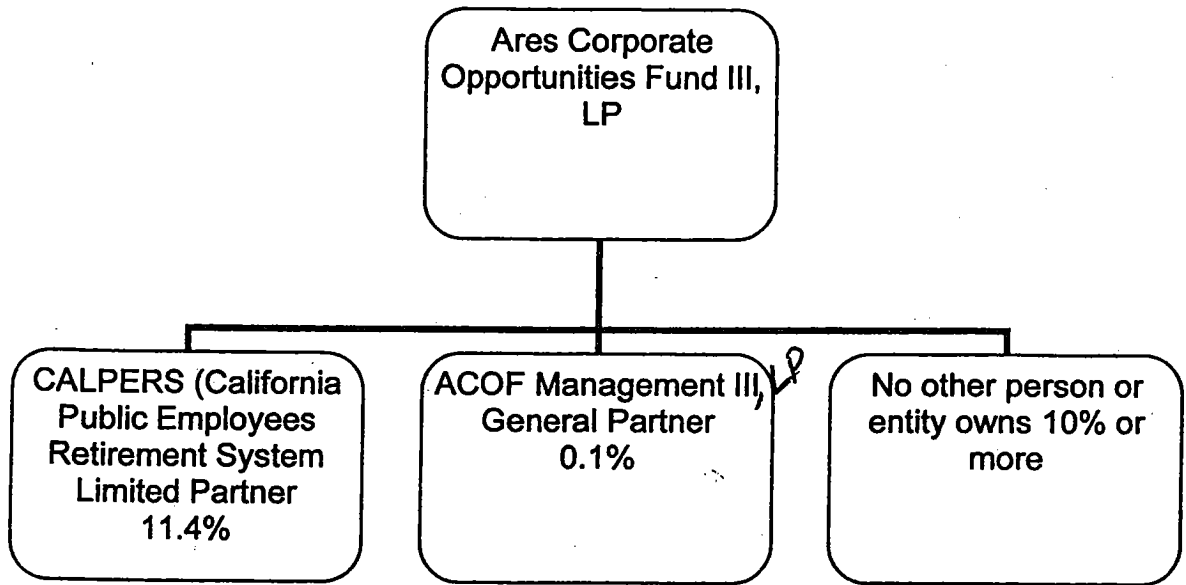 Ares Corporate
Opportunities Fund III,
LP
CALPERS (California
Public Employees
Retirement System
Limited Partner
11.4%
ACOF Management III, LP
General Partner
0.1%
No other person or
entity owns 10% or
more